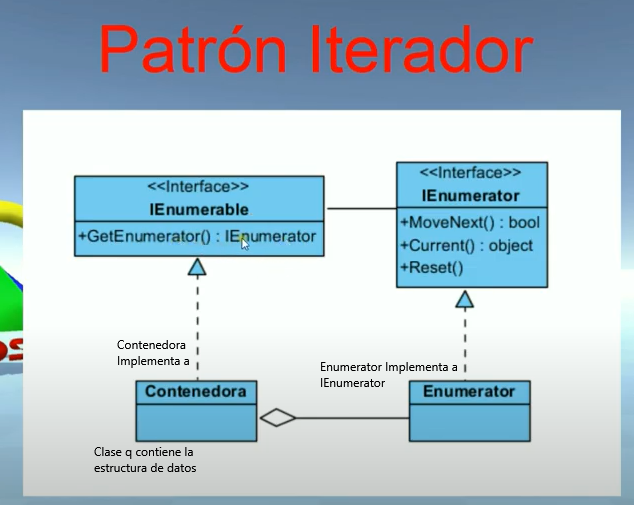 Patrón Iterador
<<Interface>>
IEnumerable
+GetEnumerator() : IEnumerator
<<Interface>>
IEnumerator
+MoveNext() : bool
+Current() : object
+Reset()
Contenedora
Implementa a
Enumerator Implementa a
IEnumerator
Contenedora
Enumerator
Clase q contiene la
estructura de datos